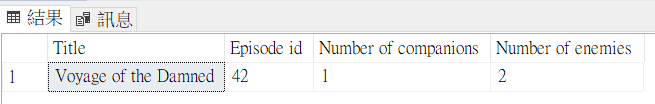 結果 訊息
Title Episode id Number of companions Number of enemies
1 Voyage of the Damned 42 1 2